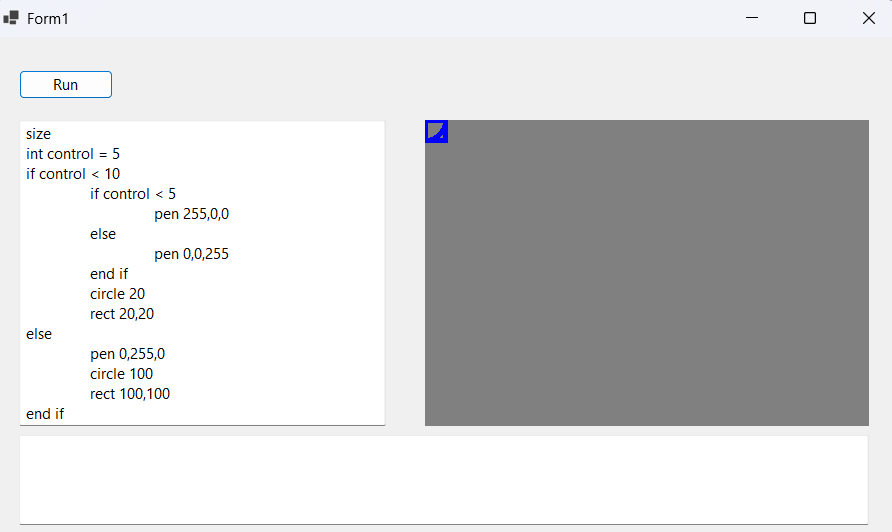 Form1
Run
size
int control = 5
if control < 10
if control < 5
pen 255,0,0
else
pen 0,0,255
end if
circle 20
rect 20,20
else
pen 0,255,0
circle 100
rect 100,100
end if